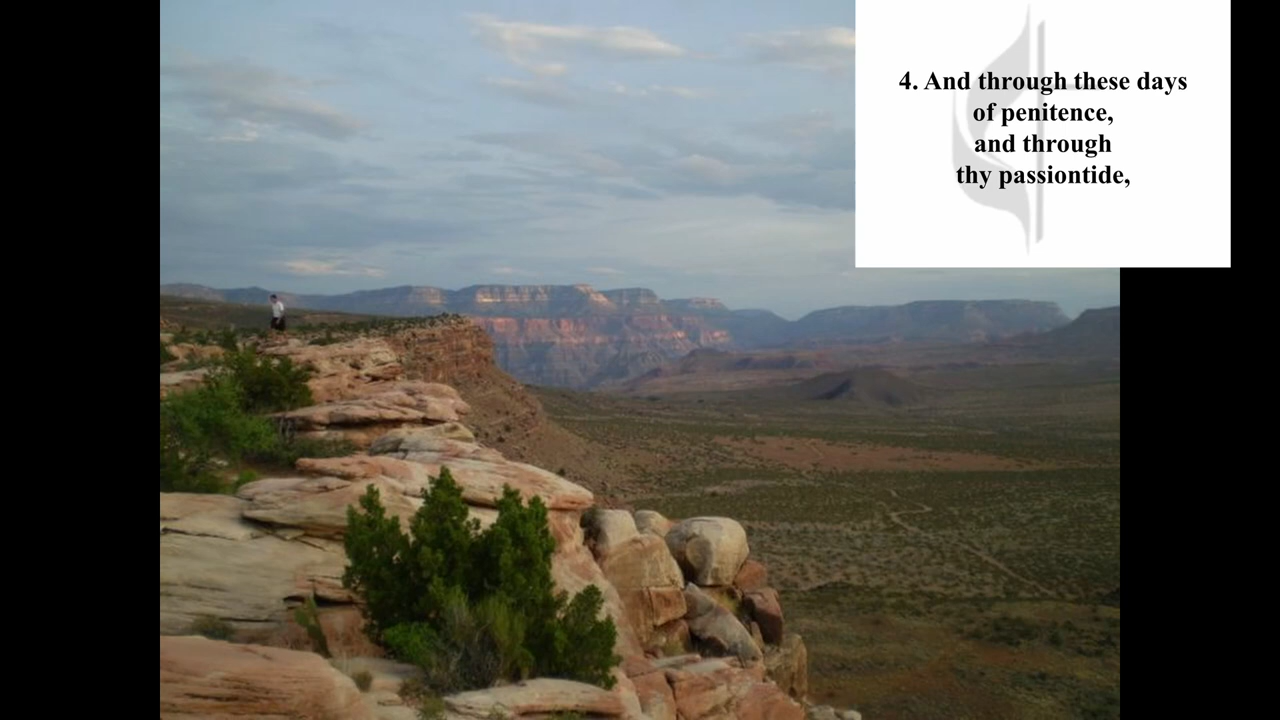 4. And through these days
of penitence,
and through
thy passiontide,